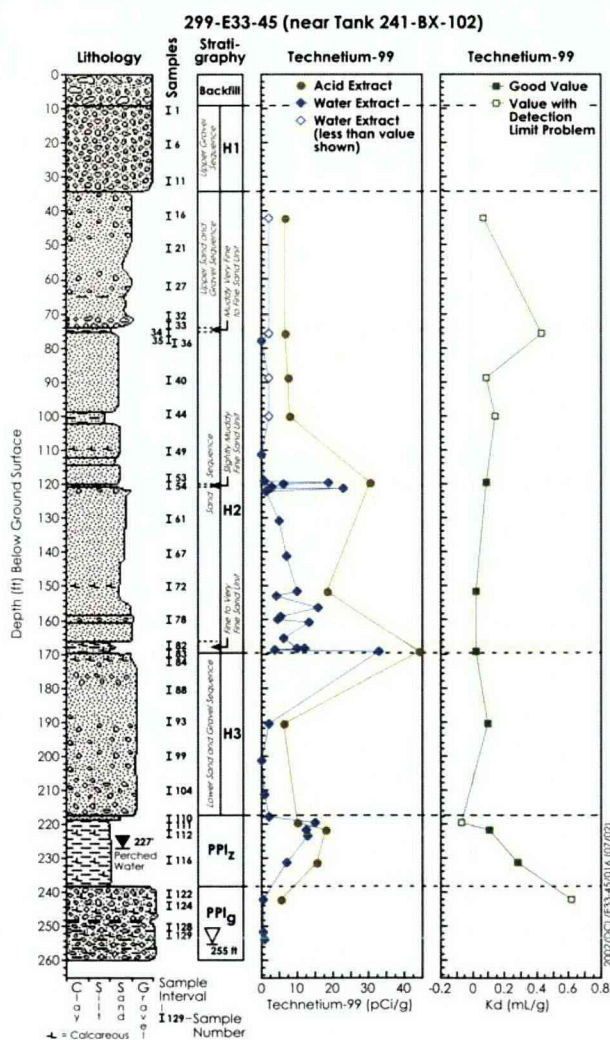 299-E33-45 (near Tank 241-BX-102)
Lithology
Samples
Strati-
graphy
Technetium-99
Technetium-99
Depth (ft) Below Ground Surface
0
10
20
30
40
50
60
70
80
90
100
110
120
130
140
150
160
170
180
190
200
210
220
230
240
250
260
227'
Perched
Water
1
6
11
16
21
27
32
33
34
35
36
40
44
49
53
54
61
67
72
78
82
83
84
88
93
99
104
110
111
112
116
122
124
128
129
Backfill
Upper Gravel
Sequence
H1
Upper Sand and
Gravel Sequence
Muddy Very Fine
to Fine Sand Unit
Sand Sequence
Slightly Muddy
Fine Sand Unit
H2
Fine to Very
Fine Sand Unit
Lower Sand and Gravel Sequence
H3
PPlz
PPlg
255 ft
Acid Extract
Water Extract
Water Extract
(less than value
shown)
Good Value
Value with
Detection
Limit Problem
0 10 20 30 40
Technetium-99 (pCi/g)
-0.2 0 0.2 0.4 0.6 0.8
Kd (mL/g)
Clay
Silt
Sand
Gravel
Sample
Interval
129 Sample
Number
= Calcareous
2002/DCL/E33-45/016 (07/02)